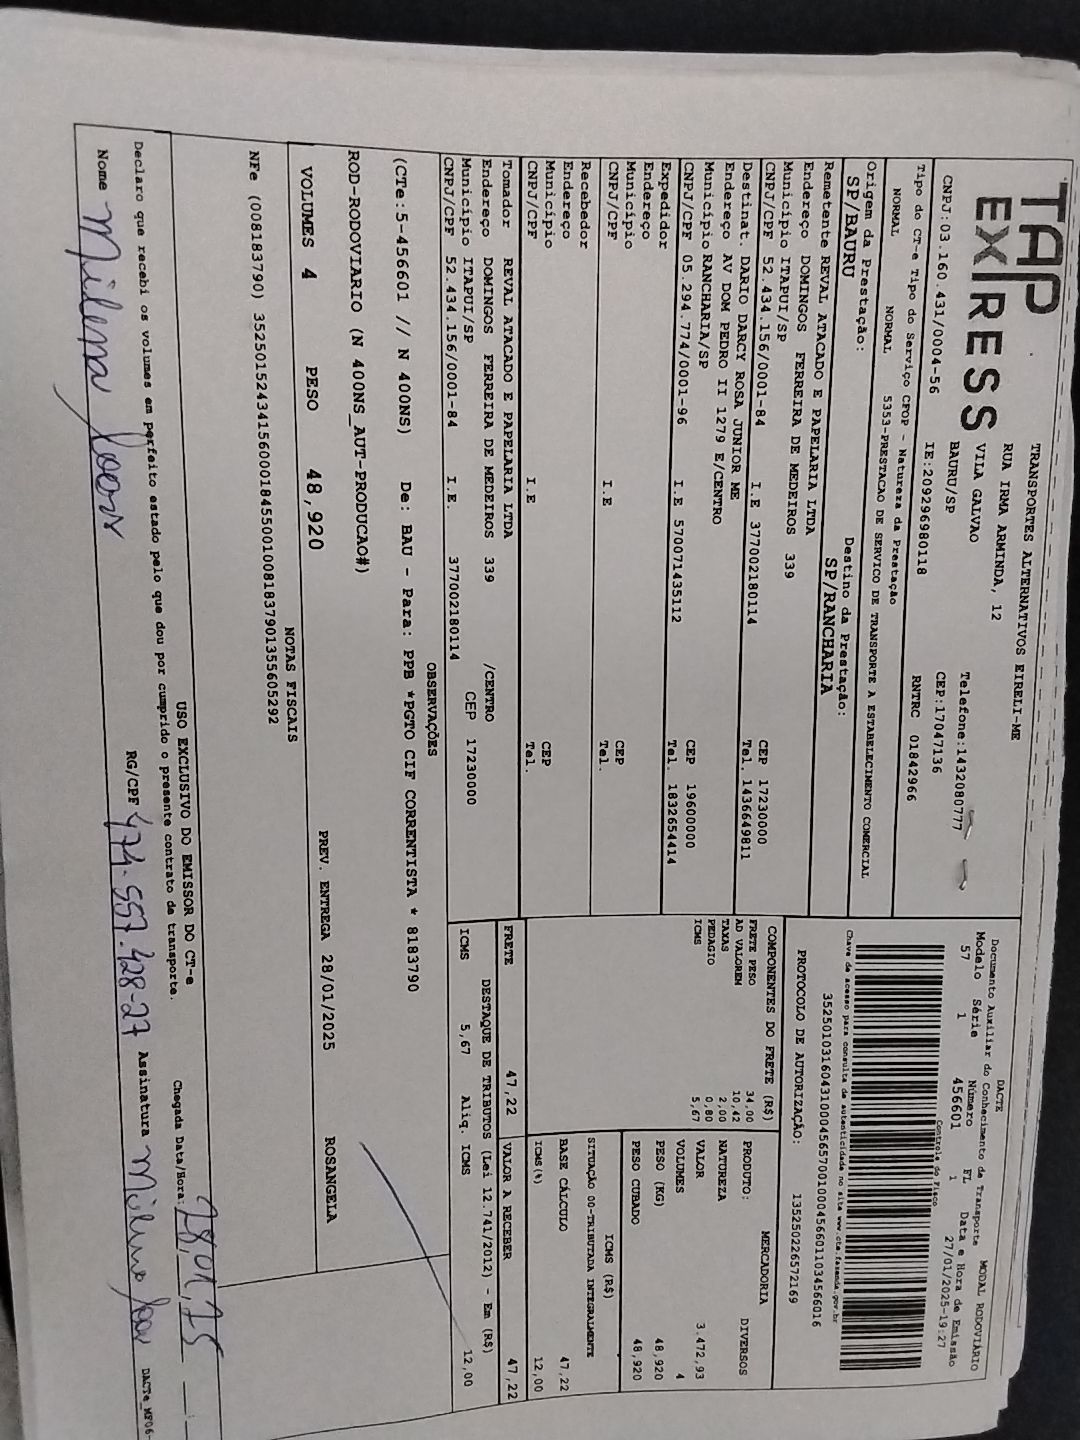 TAP EXPRESS
TRANSPORTES ALTERNATIVOS EIRELI-ME
RUA IRMA ARMINDA, 12
VILA GALVAO
BAURU/SP
Telefone:1432080777
CEP:17047136
CNPJ:03.160.431/0004-56 IE:209296980118 RNTRC 01842966
Tipo do CT-e Tipo do Serviço CFOP - Natureza da Prestação
NORMAL NORMAL 5353-PRESTACAO DE SERVICO DE TRANSPORTE A ESTABELECIMENTO COMERCIAL
Origem da Prestação: Destino da Prestação:
SP/BAURU SP/RANCHARIA
Remetente REVAL ATACADO E PAPELARIA LTDA
Endereço DOMINGOS FERREIRA DE MEDEIROS 339
Município ITAPUI/SP CEP 17230000
CNPJ/CPF 52.434.156/0001-84 I.E 377002180114 Tel. 1436649811
Destinat. DARIO DARCY ROSA JUNIOR ME
Endereço AV DOM PEDRO II 1279 E/CENTRO
Município RANCHARIA/SP CEP 19600000
CNPJ/CPF 05.294.774/0001-96 I.E 570071435112 Tel. 1832654414
Expedidor
Endereço
Município CEP
CNPJ/CPF I.E Tel.
Recebedor
Endereço
Município CEP
CNPJ/CPF I.E Tel.
Tomador REVAL ATACADO E PAPELARIA LTDA
Endereço DOMINGOS FERREIRA DE MEDEIROS 339 /CENTRO
Município ITAPUI/SP CEP 17230000
CNPJ/CPF 52.434.156/0001-84 I.E. 377002180114
DACTE MODAL RODOVIÁRIO
Documento Auxiliar do Conhecimento de Transporte
Modelo Série Número FL Data e Hora de Emissão
57 1 456601 1 27/01/2025-19:27
Controle do Fisco
Chave de acesso para consulta de autenticidade no site www.cte.fazenda.gov.br
35250103160431000456570010004566011034566016
PROTOCOLO DE AUTORIZAÇÃO: 135250226572169
COMPONENTES DO FRETE (R$)
FRETE PESO 34,00
AD VALOREM 10,42
TAXAS 2,00
PEDAGIO 0,80
ICMS 5,67
MERCADORIA
PRODUTO: DIVERSOS
NATUREZA
VALOR 3.472,93
VOLUMES 4
PESO (KG) 48,920
PESO CUBADO 48,920
ICMS (R$)
SITUAÇÃO 00-TRIBUTADA INTEGRALMENTE
BASE CÁLCULO 47,22
ICMS(%) 12,00
FRETE 47,22 VALOR A RECEBER 47,22
DESTAQUE DE TRIBUTOS (Lei 12.741/2012) - Em (R$)
ICMS 5,67 Aliq. ICMS 12,00
OBSERVAÇÕES
(CTe:5-456601 // N 400NS) De: BAU - Para: PPB *PGTO CIF CORRENTISTA * 8183790
ROD-RODOVIARIO (N 400NS_AUT-PRODUCAO#)
VOLUMES 4 PESO 48,920 PREV. ENTREGA 28/01/2025 ROSANGELA
NOTAS FISCAIS
NFe (008183790) 35250152434156000184550010081837901355605292
USO EXCLUSIVO DO EMISSOR DO CT-e
Declaro que recebi os volumes em perfeito estado pelo que dou por cumprido o presente contrato de transporte. Chegada Data/Hora:
Nome Milena RG/CPF 474.557.428-27 Assinatura Milena
DACTe_MF06-